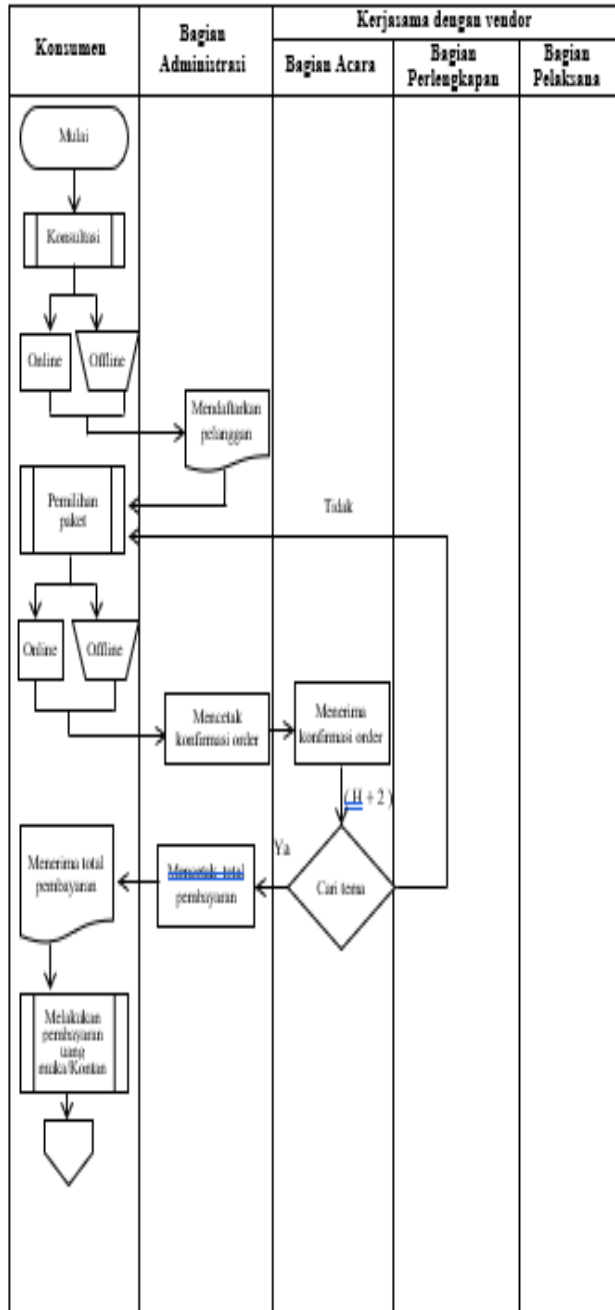 Kerjasama dengan vendor
Konsumen
Bagian
Administrasi
Bagian Acara
Bagian
Perlengkapan
Bagian
Pelaksana
Mulai
Konsultasi
Online
Offline
Mendaftarkan
pelanggan
Pemilihan
paket
Tidak
Online
Offline
Mencetak
konfirmasi order
Menerima
konfirmasi order
( H + 2 )
Ya
Cari tema
Mencetak total
pembayaran
Menerima total
pembayaran
Melakukan
pembayaran
uang
muka/Kontan